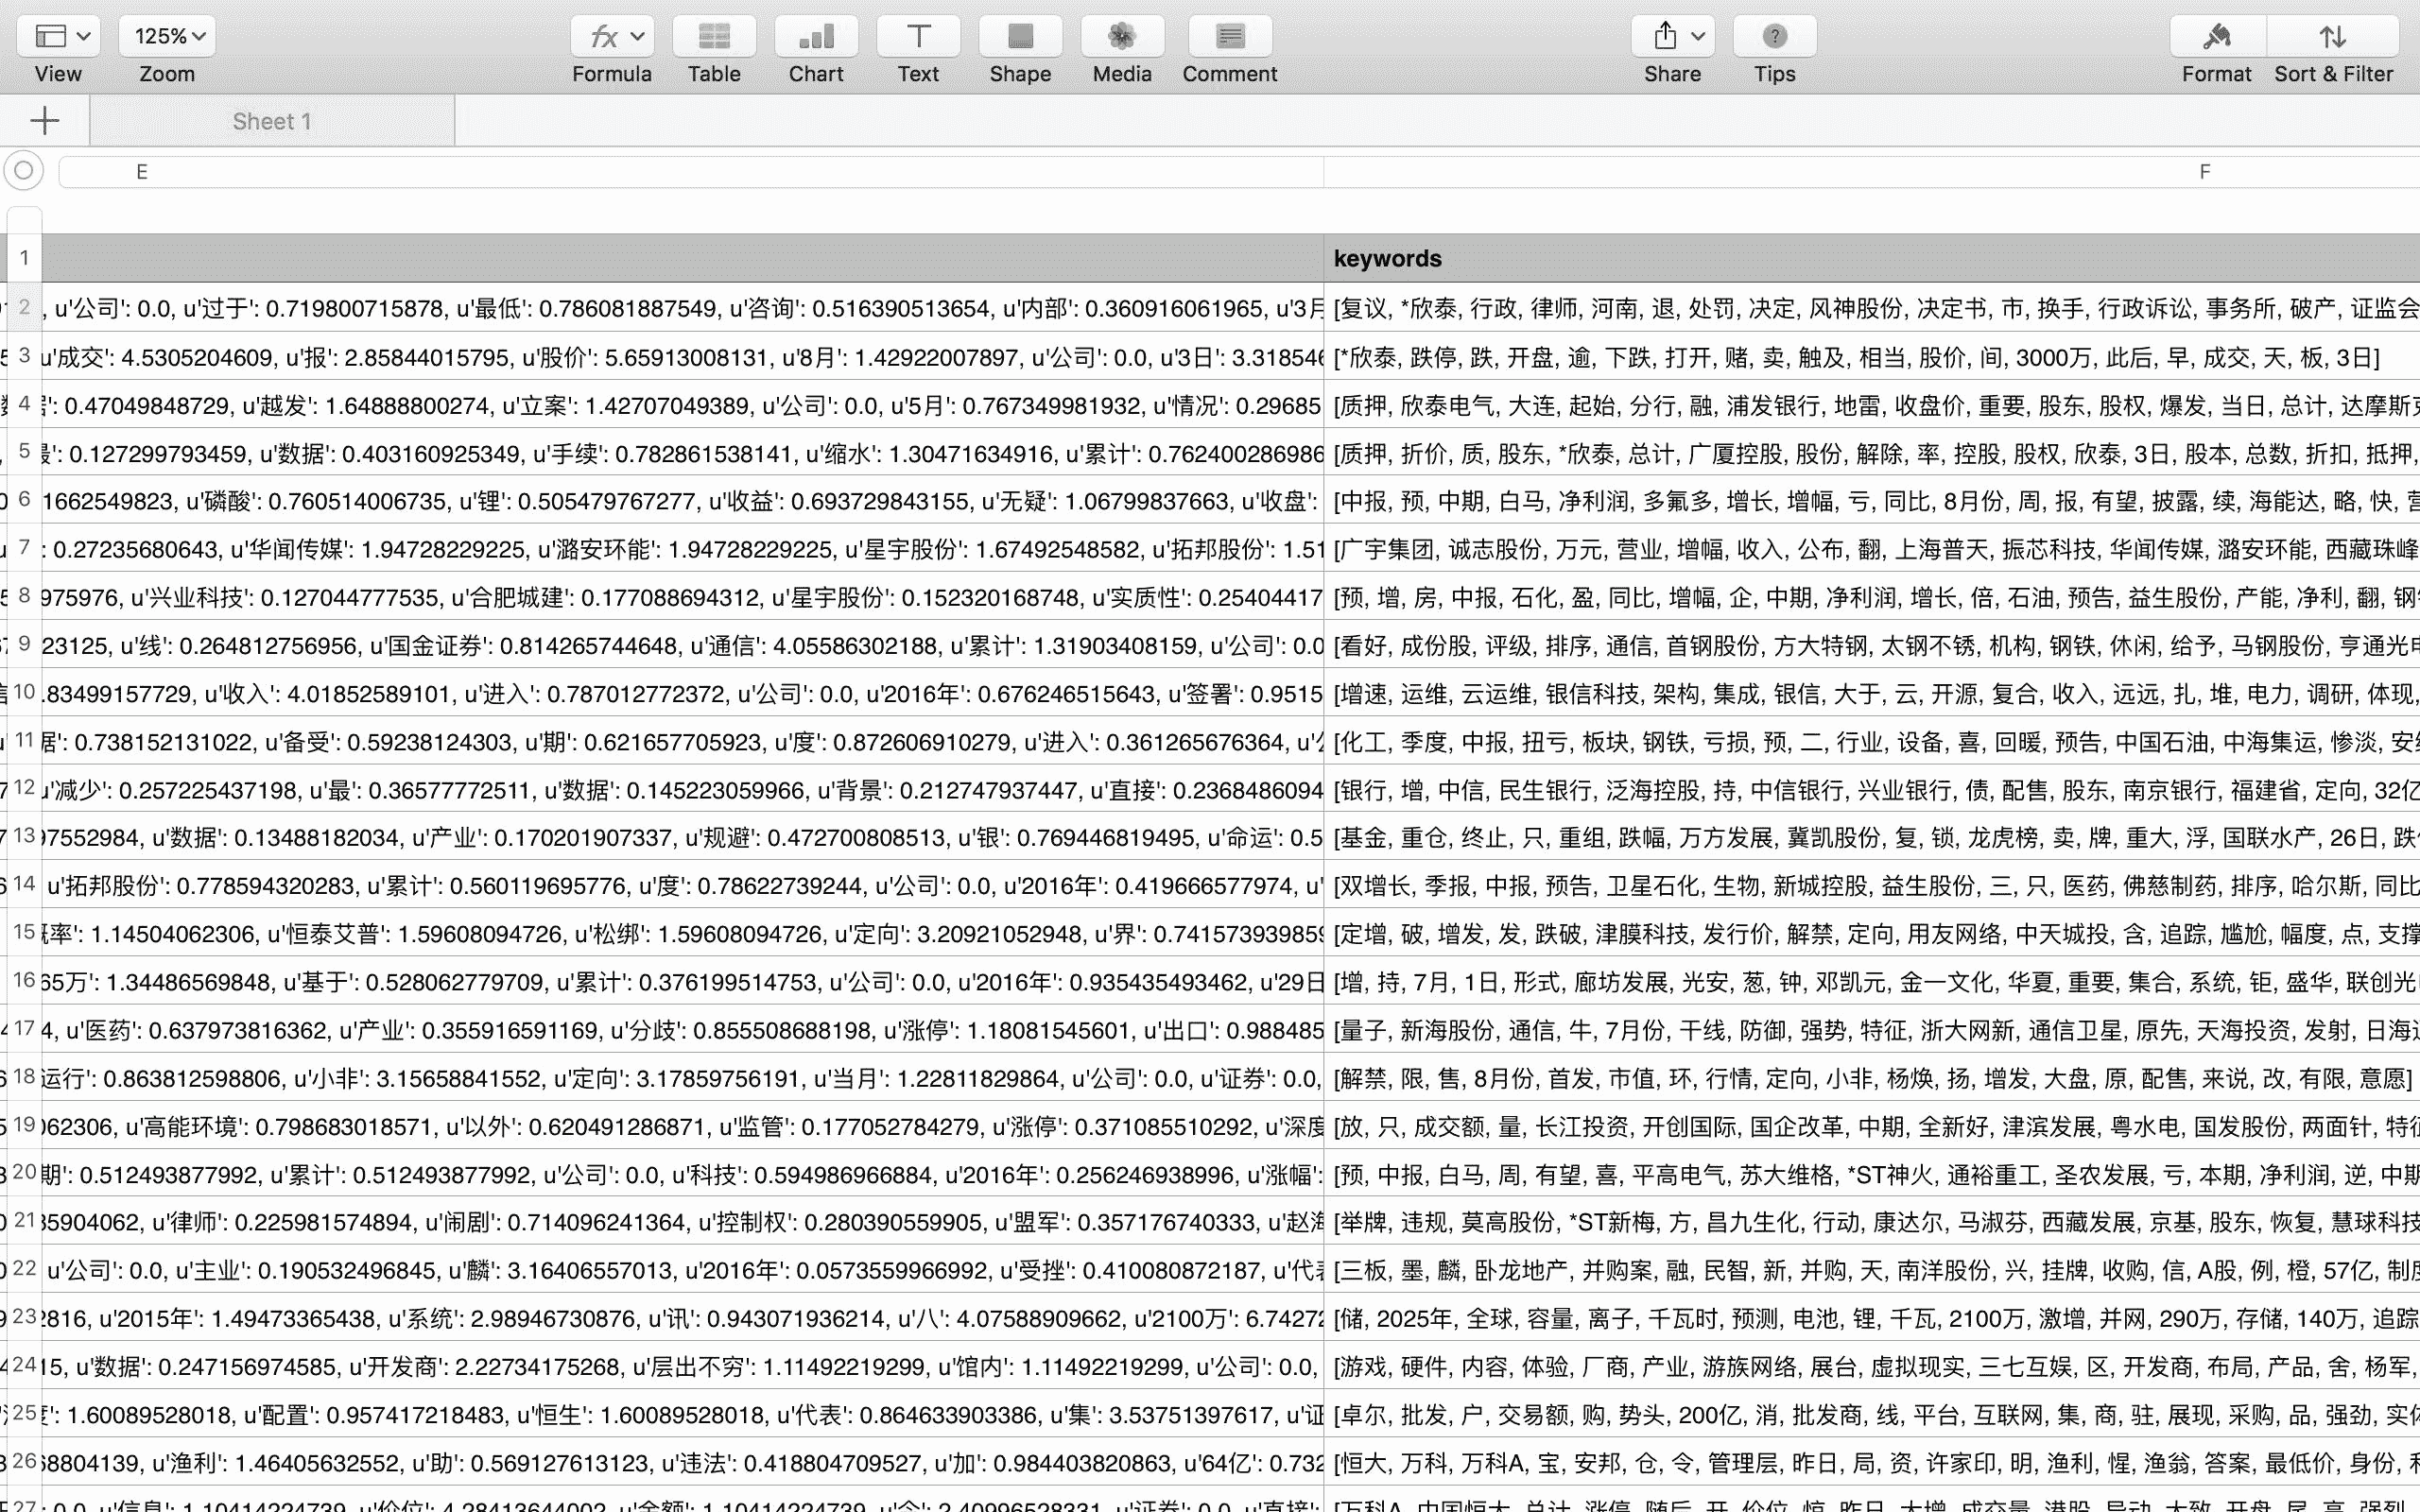 125%
View Zoom Formula Table Chart Text Shape Media Comment Share Tips Format Sort & Filter
Sheet 1
E F
1 keywords
2 , u'公司': 0.0, u'过于': 0.719800715878, u'最低': 0.786081887549, u'咨询': 0.516390513654, u'内部': 0.360916061965, u'3月 [复议, *欣泰, 行政, 律师, 河南, 退, 处罚, 决定, 风神股份, 决定书, 市, 换手, 行政诉讼, 事务所, 破产, 证监会
3 u'成交': 4.5305204609, u'报': 2.85844015795, u'股价': 5.65913008131, u'8月': 1.42922007897, u'公司': 0.0, u'3日': 3.318546 [*欣泰, 跌停, 跌, 开盘, 逾, 下跌, 打开, 赌, 卖, 触及, 相当, 股价, 间, 3000万, 此后, 早, 成交, 天, 板, 3日]
4 ': 0.47049848729, u'越发': 1.64888800274, u'立案': 1.42707049389, u'公司': 0.0, u'5月': 0.767349981932, u'情况': 0.29685 [质押, 欣泰电气, 大连, 起始, 分行, 融, 浦发银行, 地雷, 收盘价, 重要, 股东, 股权, 爆发, 当日, 总计, 达摩斯
5 ': 0.127299793459, u'数据': 0.403160925349, u'手续': 0.782861538141, u'缩水': 1.30471634916, u'累计': 0.762400286986 [质押, 折价, 质, 股东, *欣泰, 总计, 广厦控股, 股份, 解除, 率, 控股, 股权, 欣泰, 3日, 股本, 总数, 折扣, 抵押,
6 1662549823, u'磷酸': 0.760514006735, u'锂': 0.505479767277, u'收益': 0.693729843155, u'无疑': 1.06799837663, u'收盘': [中报, 预, 中期, 白马, 净利润, 多氟多, 增长, 增幅, 亏, 同比, 8月份, 周, 报, 有望, 披露, 续, 海能达, 略, 快,
7 : 0.27235680643, u'华闻传媒': 1.94728229225, u'潞安环能': 1.94728229225, u'星宇股份': 1.67492548582, u'拓邦股份': 1.51 [广宇集团, 诚志股份, 万元, 营业, 增幅, 收入, 公布, 翻, 上海普天, 振芯科技, 华闻传媒, 潞安环能, 西藏珠峰
8 975976, u'兴业科技': 0.127044777535, u'合肥城建': 0.177088694312, u'星宇股份': 0.152320168748, u'实质性': 0.25404417 [预, 增, 房, 中报, 石化, 盈, 同比, 增幅, 企, 中期, 净利润, 增长, 倍, 石油, 预告, 益生股份, 产能, 净利, 翻,
9 23125, u'线': 0.264812756956, u'国金证券': 0.814265744648, u'通信': 4.05586302188, u'累计': 1.31903408159, u'公司': 0.0 [看好, 成份股, 评级, 排序, 通信, 首钢股份, 方大特钢, 太钢不锈, 机构, 钢铁, 休闲, 给予, 马钢股份, 亨通光
10 .83499157729, u'收入': 4.01852589101, u'进入': 0.787012772372, u'公司': 0.0, u'2016年': 0.676246515643, u'签署': 0.9515 [增速, 运维, 云运维, 银信科技, 架构, 集成, 银信, 大于, 云, 开源, 复合, 收入, 远远, 扎, 堆, 电力, 调研, 体现,
11 居': 0.738152131022, u'备受': 0.59238124303, u'期': 0.621657705923, u'度': 0.872606910279, u'进入': 0.361265676364, u' [化工, 季度, 中报, 扭亏, 板块, 钢铁, 亏损, 预, 二, 行业, 设备, 喜, 回暖, 预告, 中国石油, 中海集运, 惨淡,
12 u'减少': 0.257225437198, u'最': 0.36577772511, u'数据': 0.145223059966, u'背景': 0.212747937447, u'直接': 0.2368486094 [银行, 增, 中信, 民生银行, 泛海控股, 持, 中信银行, 兴业银行, 债, 配售, 股东, 南京银行, 福建省, 定向, 32亿
13 97552984, u'数据': 0.13488182034, u'产业': 0.170201907337, u'规避': 0.472700808513, u'银': 0.769446819495, u'命运': 0.5 [基金, 重仓, 终止, 只, 重组, 跌幅, 万方发展, 冀凯股份, 复, 锁, 龙虎榜, 卖, 牌, 重大, 浮, 国联水产, 26日,
14 u'拓邦股份': 0.778594320283, u'累计': 0.560119695776, u'度': 0.78622739244, u'公司': 0.0, u'2016年': 0.419666577974, u' [双增长, 季报, 中报, 预告, 卫星石化, 生物, 新城控股, 益生股份, 三, 只, 医药, 佛慈制药, 排序, 哈尔斯, 同比
15 率': 1.14504062306, u'恒泰艾普': 1.59608094726, u'松绑': 1.59608094726, u'定向': 3.20921052948, u'界': 0.741573939859 [定增, 破, 增发, 发, 跌破, 津膜科技, 发行价, 解禁, 定向, 用友网络, 中天城投, 含, 追踪, 尴尬, 幅度, 点, 支撑
16 65万': 1.34486569848, u'基于': 0.528062779709, u'累计': 0.376199514753, u'公司': 0.0, u'2016年': 0.935435493462, u'29日 [增, 持, 7月, 1日, 形式, 廊坊发展, 光安, 葱, 钟, 邓凯元, 金一文化, 华夏, 重要, 集合, 系统, 钜, 盛华, 联创光
17 4, u'医药': 0.637973816362, u'产业': 0.355916591169, u'分歧': 0.855508688198, u'涨停': 1.18081545601, u'出口': 0.988485 [量子, 新海股份, 通信, 牛, 7月份, 干线, 防御, 强势, 特征, 浙大网新, 通信卫星, 原先, 天海投资, 发射, 日海
18 运行': 0.863812598806, u'小非': 3.15658841552, u'定向': 3.17859756191, u'当月': 1.22811829864, u'公司': 0.0, u'证券': 0.0, [解禁, 限, 售, 8月份, 首发, 市值, 环, 行情, 定向, 小非, 杨焕, 扬, 增发, 大盘, 原, 配售, 来说, 改, 有限, 意愿]
19 062306, u'高能环境': 0.798683018571, u'以外': 0.620491286871, u'监管': 0.177052784279, u'涨停': 0.371085510292, u'深度 [放, 只, 成交额, 量, 长江投资, 开创国际, 国企改革, 中期, 全新好, 津滨发展, 粤水电, 国发股份, 两面针, 特征
20 期': 0.512493877992, u'累计': 0.512493877992, u'公司': 0.0, u'科技': 0.594986966884, u'2016年': 0.256246938996, u'涨幅': [预, 中报, 白马, 周, 有望, 喜, 平高电气, 苏大维格, *ST神火, 通裕重工, 圣农发展, 亏, 本期, 净利润, 逆, 中期
21 35904062, u'律师': 0.225981574894, u'闹剧': 0.714096241364, u'控制权': 0.280390559905, u'盟军': 0.357176740333, u'赵海 [举牌, 违规, 莫高股份, *ST新梅, 方, 昌九生化, 行动, 康达尔, 马淑芬, 西藏发展, 京基, 股东, 恢复, 慧球科技
22 u'公司': 0.0, u'主业': 0.190532496845, u'麟': 3.16406557013, u'2016年': 0.0573559966992, u'受挫': 0.410080872187, u'代表 [三板, 墨, 麟, 卧龙地产, 并购案, 融, 民智, 新, 并购, 天, 南洋股份, 兴, 挂牌, 收购, 信, A股, 例, 橙, 57亿, 制度
23 2816, u'2015年': 1.49473365438, u'系统': 2.98946730876, u'讯': 0.943071936214, u'八': 4.07588909662, u'2100万': 6.74272 [储, 2025年, 全球, 容量, 离子, 千瓦时, 预测, 电池, 锂, 千瓦, 2100万, 激增, 并网, 290万, 存储, 140万, 追踪
24 15, u'数据': 0.247156974585, u'开发商': 2.22734175268, u'层出不穷': 1.11492219299, u'馆内': 1.11492219299, u'公司': 0.0, [游戏, 硬件, 内容, 体验, 厂商, 产业, 游族网络, 展台, 虚拟现实, 三七互娱, 区, 开发商, 布局, 产品, 舍, 杨军,
25 ': 1.60089528018, u'配置': 0.957417218483, u'恒生': 1.60089528018, u'代表': 0.864633903386, u'集': 3.53751397617, u'证 [卓尔, 批发, 户, 交易额, 购, 势头, 200亿, 消, 批发商, 线, 平台, 互联网, 集, 商, 驻, 展现, 采购, 品, 强劲, 实体
26 68804139, u'渔利': 1.46405632552, u'助': 0.569127613123, u'违法': 0.418804709527, u'加': 0.984403820863, u'64亿': 0.732 [恒大, 万科, 万科A, 宝, 安邦, 仓, 令, 管理层, 昨日, 局, 资, 许家印, 明, 渔利, 惺, 渔翁, 答案, 最低价, 身份,
27